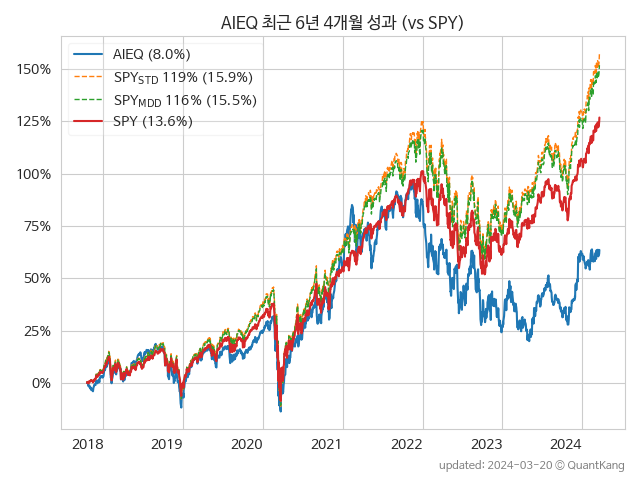 AIEQ 최근 6년 4개월 성과 (vs SPY)
AIEQ (8.0%)
SPY_STD 119% (15.9%)
SPY_MDD 116% (15.5%)
SPY (13.6%)
150%
125%
100%
75%
50%
25%
0%
2018 2019 2020 2021 2022 2023 2024
updated: 2024-03-20 © QuantKang